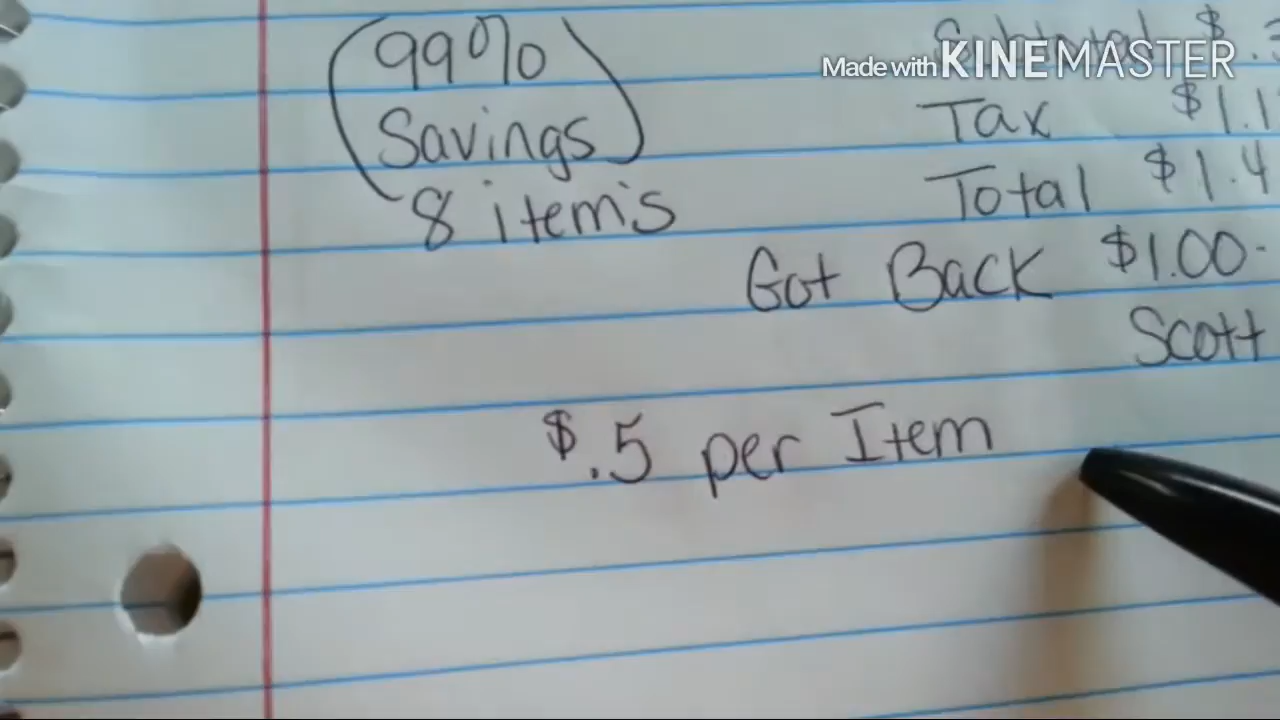 99%
Savings
8 items
Subtotal $.
Made with KINEMASTER
Tax $1.1
Total $1.4
Got Back $1.00
Scott
$.5 per Item